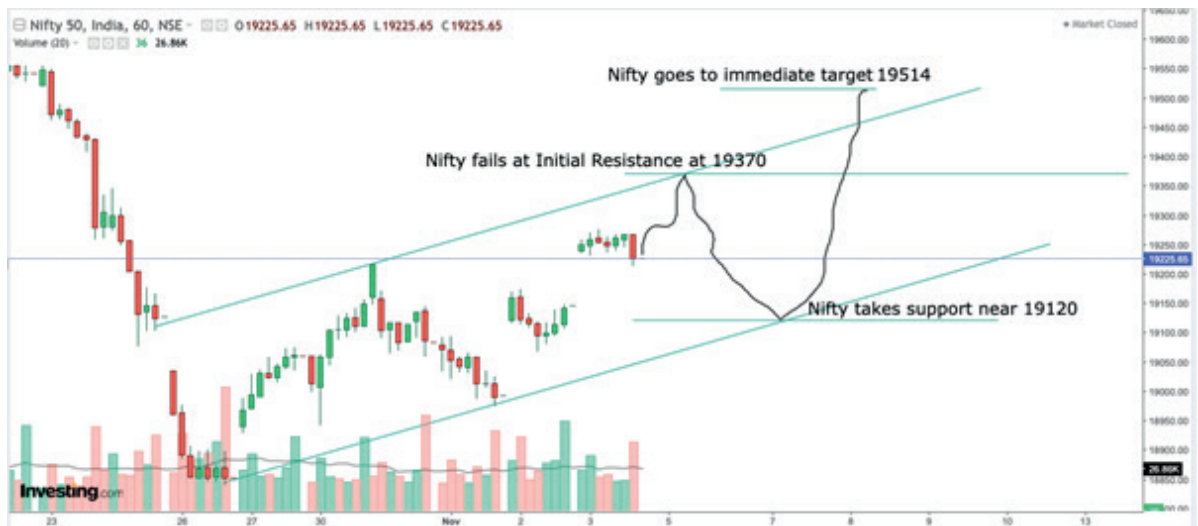 Nifty 50, India, 60, NSE O19225.65 H19225.65 L19225.65 C19225.65
Market Closed
Volume (20) 36 26.86K
19600.00
Nifty goes to immediate target 19514
19550.00
19500.00
19450.00
Nifty fails at Initial Resistance at 19370
19400.00
19350.00
19300.00
19250.00
19225.65
19200.00
Nifty takes support near 19120
19150.00
19100.00
19050.00
19000.00
18950.00
18900.00
26.86K
18850.00
Investing.com
23 26 27 30 Nov 2 3 5 7 8 9 10 12 13